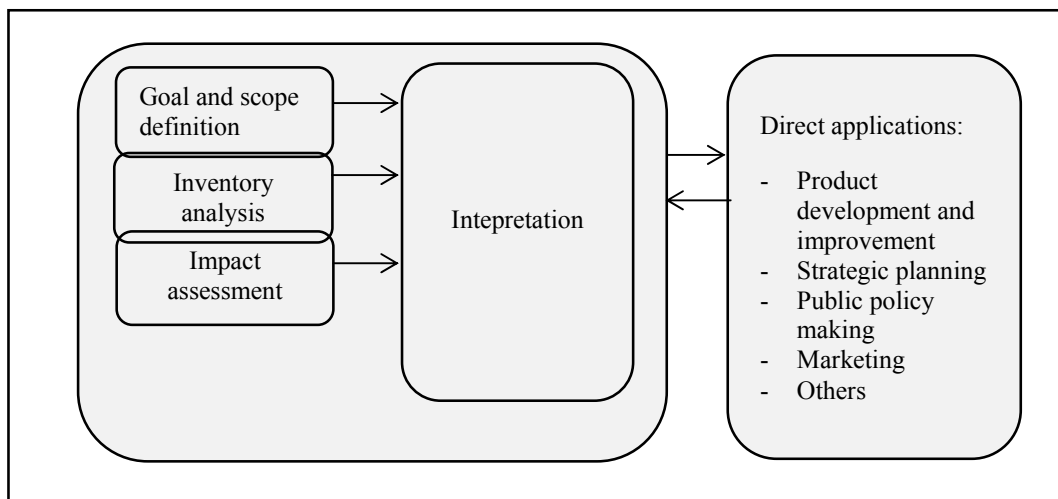 Goal and scope
definition
Inventory
analysis
Impact
assessment
Intepretation
Direct applications:
- Product
development and
improvement
- Strategic planning
- Public policy
making
- Marketing
- Others